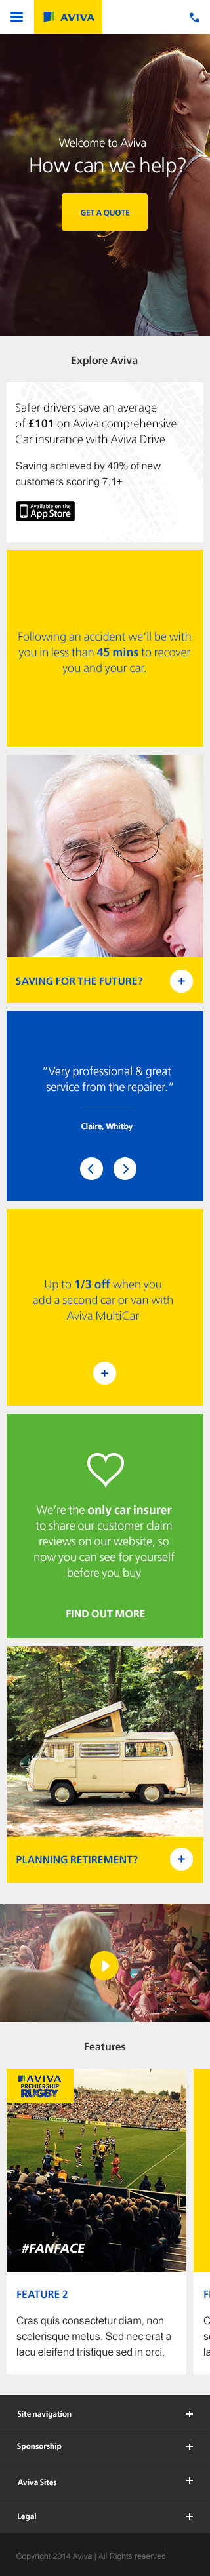 AVIVA
Welcome to Aviva
How can we help?
GET A QUOTE
Explore Aviva
Safer drivers save an average
of £101 on Aviva comprehensive
Car insurance with Aviva Drive.
Saving achieved by 40% of new
customers scoring 7.1+
Available on the
App Store
Following an accident we'll be with
you in less than 45 mins to recover
you and your car.
SAVING FOR THE FUTURE?
“Very professional & great
service from the repairer.“
Claire, Whitby
Up to 1/3 off when you
add a second car or van with
Aviva MultiCar
We're the only car insurer
to share our customer claim
reviews on our website, so
now you can see for yourself
before you buy
FIND OUT MORE
PLANNING RETIREMENT?
Features
AVIVA
PREMIERSHIP
RUGBY
#FANFACE
FEATURE 2
Cras quis consectetur diam, non
scelerisque metus. Sed nec erat a
lacu eleifend tristique sed in orci.
Site navigation
Sponsorship
Aviva Sites
Legal
Copyright 2014 Aviva | All Rights reserved